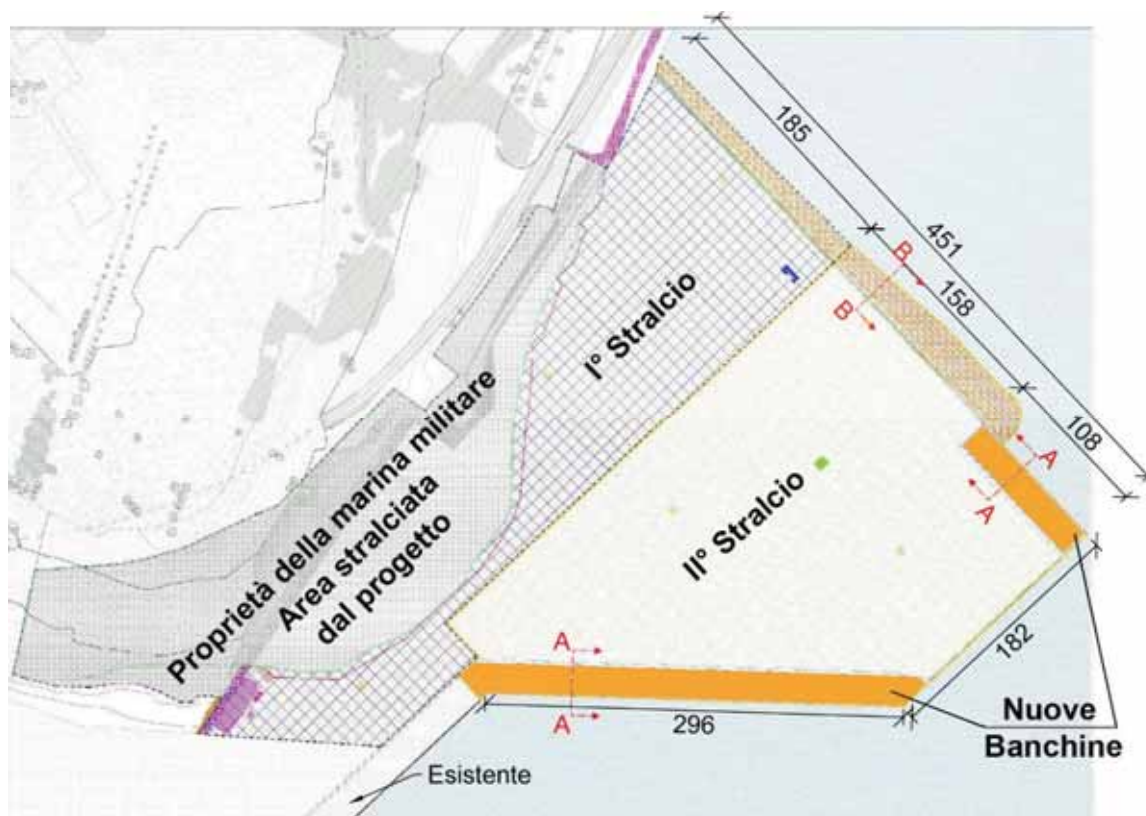 185
451
158
108
B
B
I° Stralcio
Proprietà della marina militare
Area stralciata
dal progetto
II° Stralcio
A
A
A
A
182
296
Nuove
Banchine
Esistente